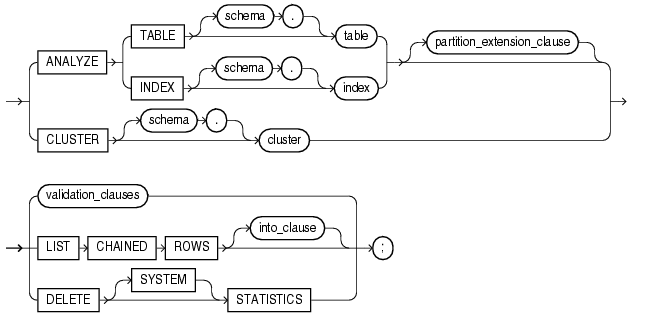 schema .
TABLE table partition_extension_clause
ANALYZE
schema .
INDEX index
schema .
CLUSTER cluster
validation_clauses
into_clause
LIST CHAINED ROWS ;
SYSTEM
DELETE STATISTICS